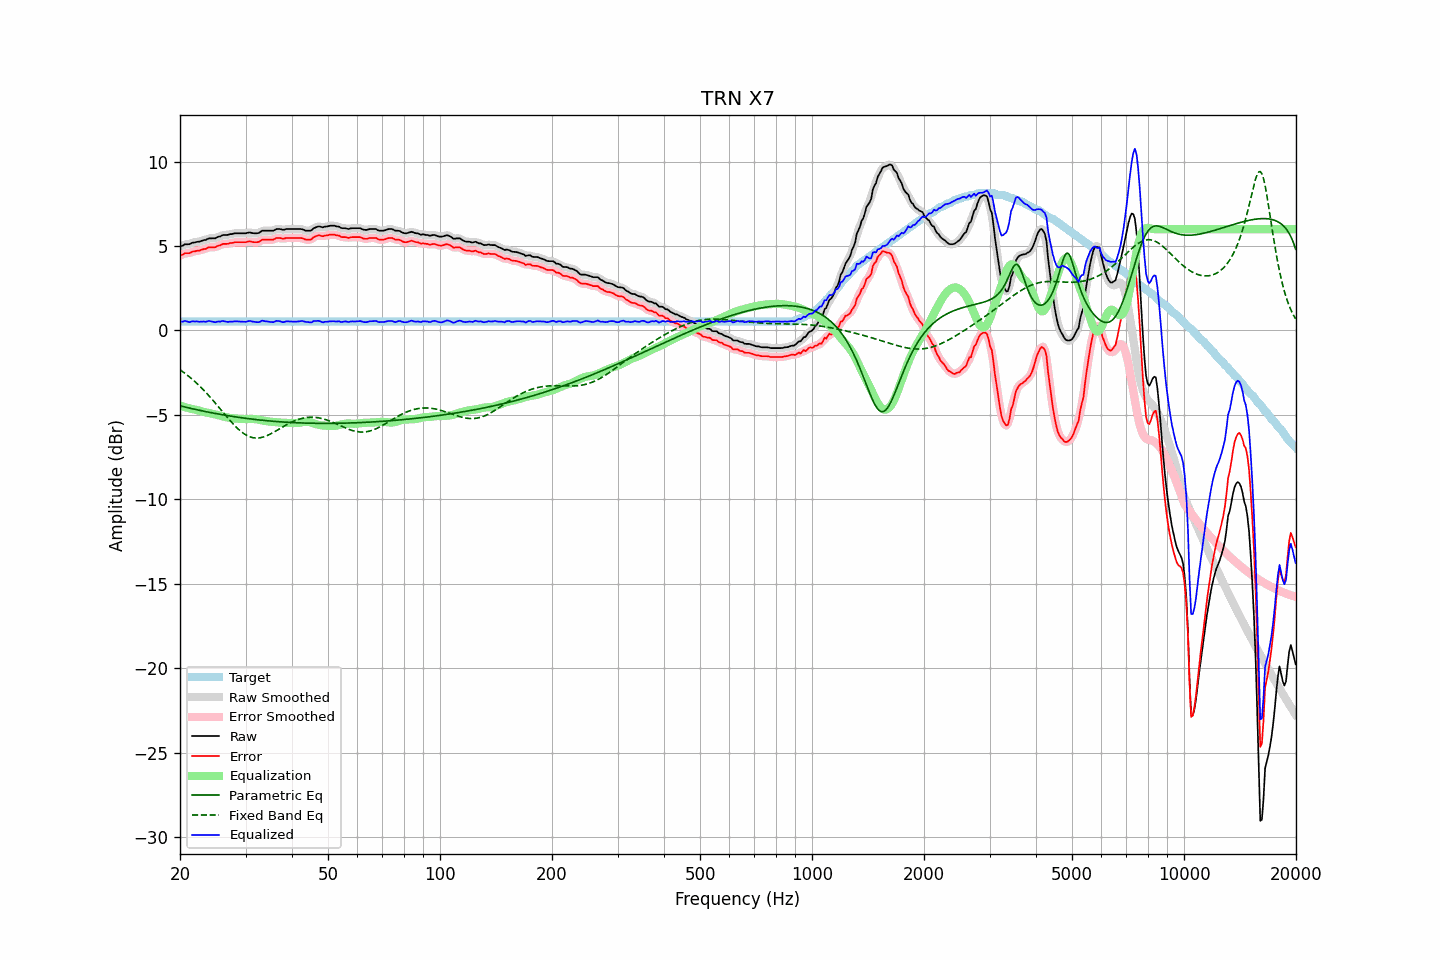 TRN X7
10
5
0
−5
−10
−15
−20
−25
−30
Amplitude (dBr)
Target
Raw Smoothed
Error Smoothed
Raw
Error
Equalization
Parametric Eq
Fixed Band Eq
Equalized
20 50 100 200 500 1000 2000 5000 10000 20000
Frequency (Hz)